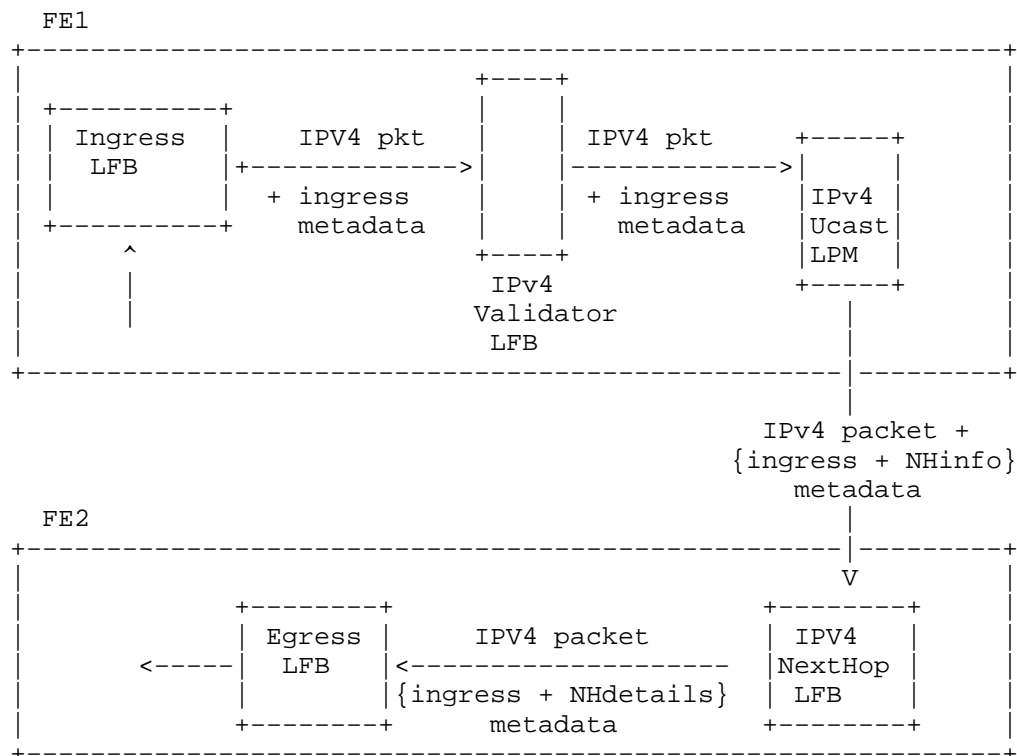 FE1
Ingress LFB
IPV4 pkt
+ ingress metadata
IPv4 Validator LFB
IPV4 pkt
+ ingress metadata
IPv4 Ucast LPM
IPv4 packet +
{ingress + NHinfo}
metadata
FE2
IPV4 NextHop LFB
IPV4 packet
{ingress + NHdetails}
metadata
Egress LFB